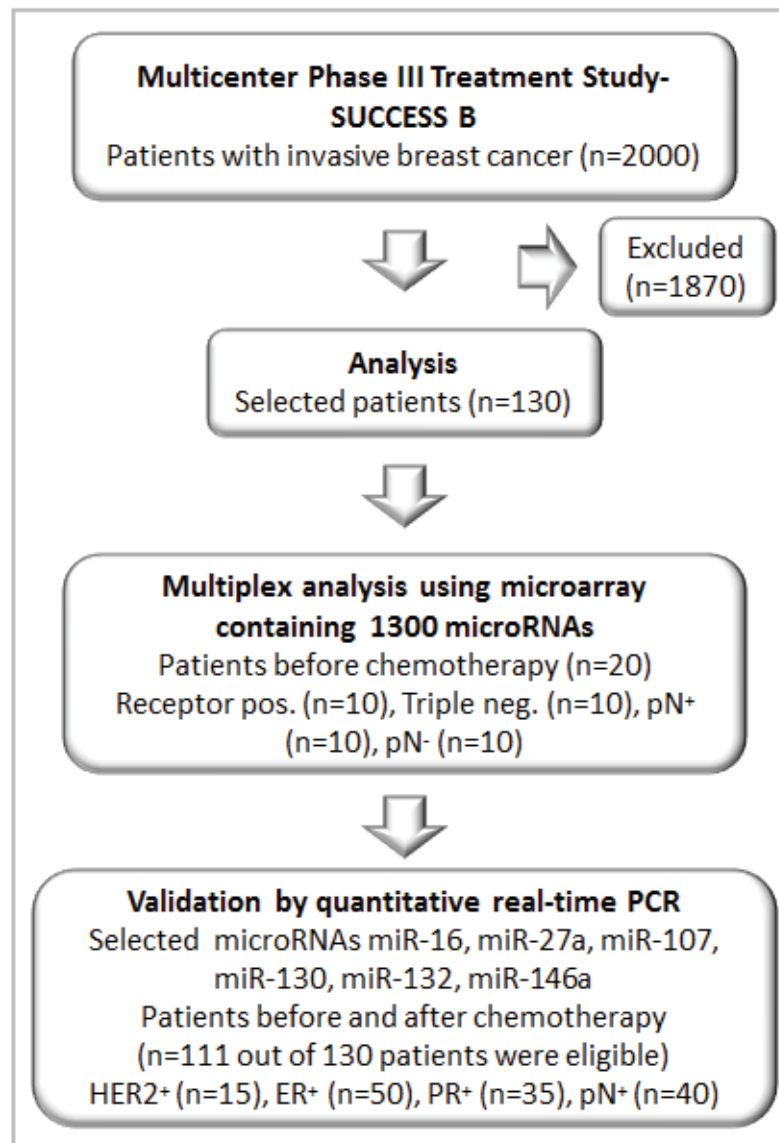 Multicenter Phase III Treatment Study-
SUCCESS B
Patients with invasive breast cancer (n=2000)
Excluded
(n=1870)
Analysis
Selected patients (n=130)
Multiplex analysis using microarray
containing 1300 microRNAs
Patients before chemotherapy (n=20)
Receptor pos. (n=10), Triple neg. (n=10), pN⁺
(n=10), pN⁻ (n=10)
Validation by quantitative real-time PCR
Selected microRNAs miR-16, miR-27a, miR-107,
miR-130, miR-132, miR-146a
Patients before and after chemotherapy
(n=111 out of 130 patients were eligible)
HER2⁺ (n=15), ER⁺ (n=50), PR⁺ (n=35), pN⁺ (n=40)